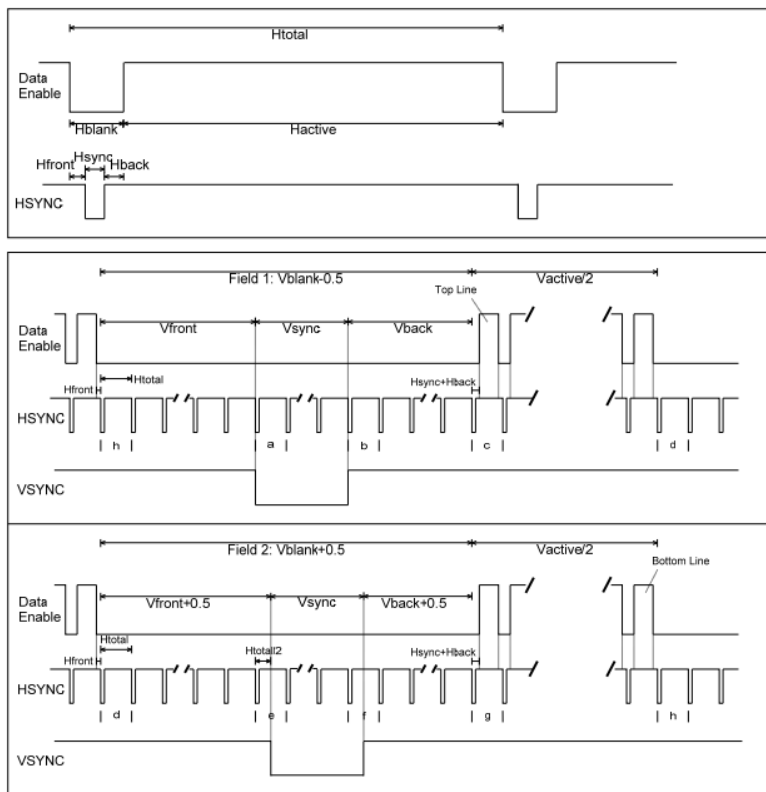 Htotal
Data
Enable
Hblank
Hactive
Hsync
Hfront
Hback
HSYNC
Field 1: Vblank-0.5
Vactive/2
Top Line
Data
Enable
Vfront
Vsync
Vback
Hfront
Htotal
Hsync+Hback
HSYNC
h
a
b
c
d
VSYNC
Field 2: Vblank+0.5
Vactive/2
Bottom Line
Data
Enable
Vfront+0.5
Vsync
Vback+0.5
Htotal
Hfront
Htotal/2
Hsync+Hback
HSYNC
d
e
f
g
h
VSYNC